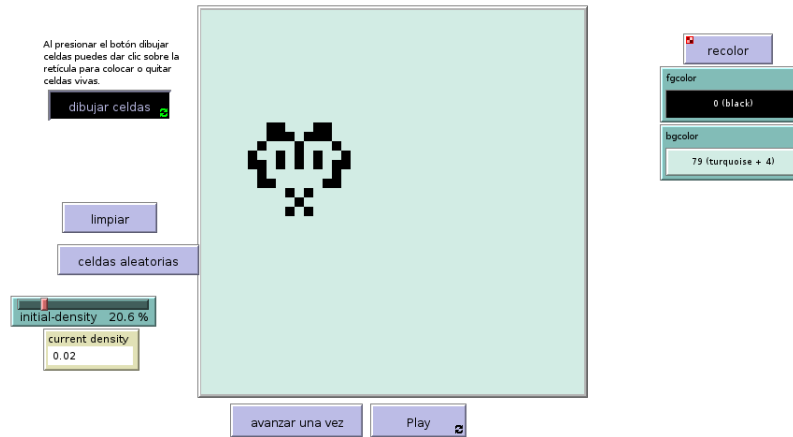 Al presionar el botón dibujar
celdas puedes dar clic sobre la
retícula para colocar o quitar
celdas vivas.
dibujar celdas
limpiar
celdas aleatorias
initial-density 20.6 %
current density
0.02
avanzar una vez
Play
recolor
fgcolor
0 (black)
bgcolor
79 (turquoise + 4)